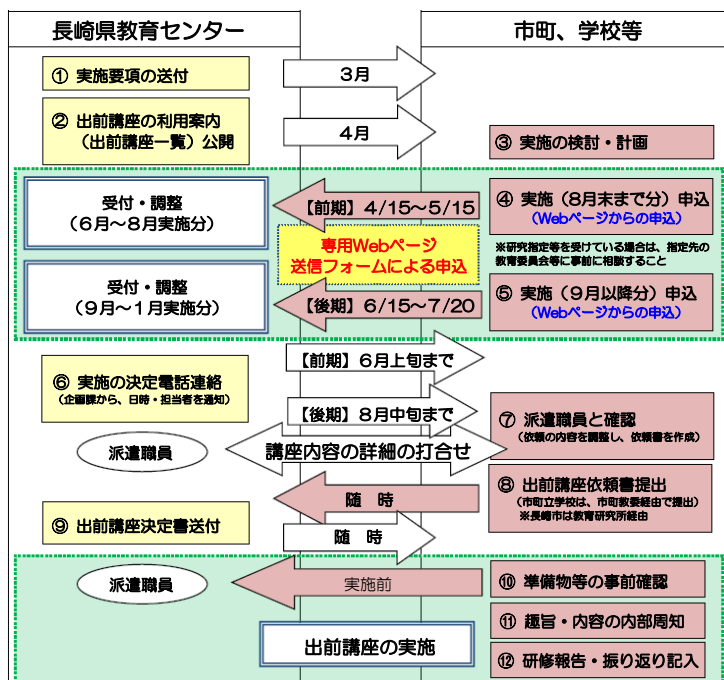 長崎県教育センター
市町、学校等
① 実施要項の送付
3月
② 出前講座の利用案内
（出前講座一覧）公開
4月
③ 実施の検討・計画
受付・調整
（6月～8月実施分）
【前期】4/15～5/15
④ 実施（8月末まで分）申込
（Webページからの申込）
専用Webページ
送信フォームによる申込
※研究指定等を受けている場合は、指定先の
教育委員会等に事前に相談すること
受付・調整
（9月～1月実施分）
【後期】6/15～7/20
⑤ 実施（9月以降分）申込
（Webページからの申込）
【前期】6月上旬まで
⑥ 実施の決定電話連絡
（企画課から、日時・担当者を通知）
【後期】8月中旬まで
⑦ 派遣職員と確認
（依頼の内容を調整し、依頼書を作成）
派遣職員
講座内容の詳細の打合せ
⑧ 出前講座依頼書提出
（市町立学校は、市町教委経由で提出）
※長崎市は教育研究所経由
随 時
⑨ 出前講座決定書送付
随 時
派遣職員
実施前
⑩ 準備物等の事前確認
⑪ 趣旨・内容の内部周知
出前講座の実施
⑫ 研修報告・振り返り記入